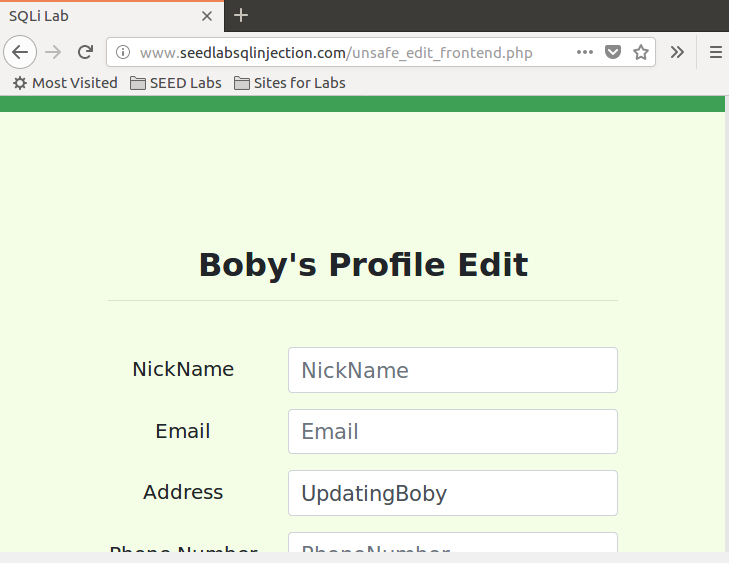 SQLi Lab
www.seedlabsqlinjection.com/unsafe_edit_frontend.php
Most Visited SEED Labs Sites for Labs
Boby's Profile Edit
NickName NickName
Email Email
Address UpdatingBoby
Phone Number PhoneNumber